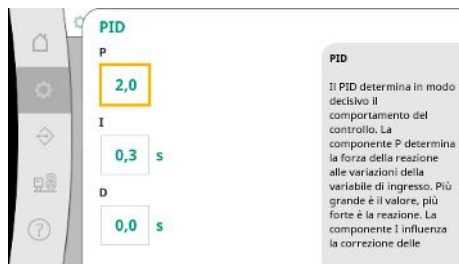 PID
P
2,0
I
0,3 s
D
0,0 s
PID
Il PID determina in modo
decisivo il
comportamento del
controllo. La
componente P determina
la forza della reazione
alle variazioni della
variabile di ingresso. Più
grande è il valore, più
forte è la reazione. La
componente I influenza
la correzione delle
?